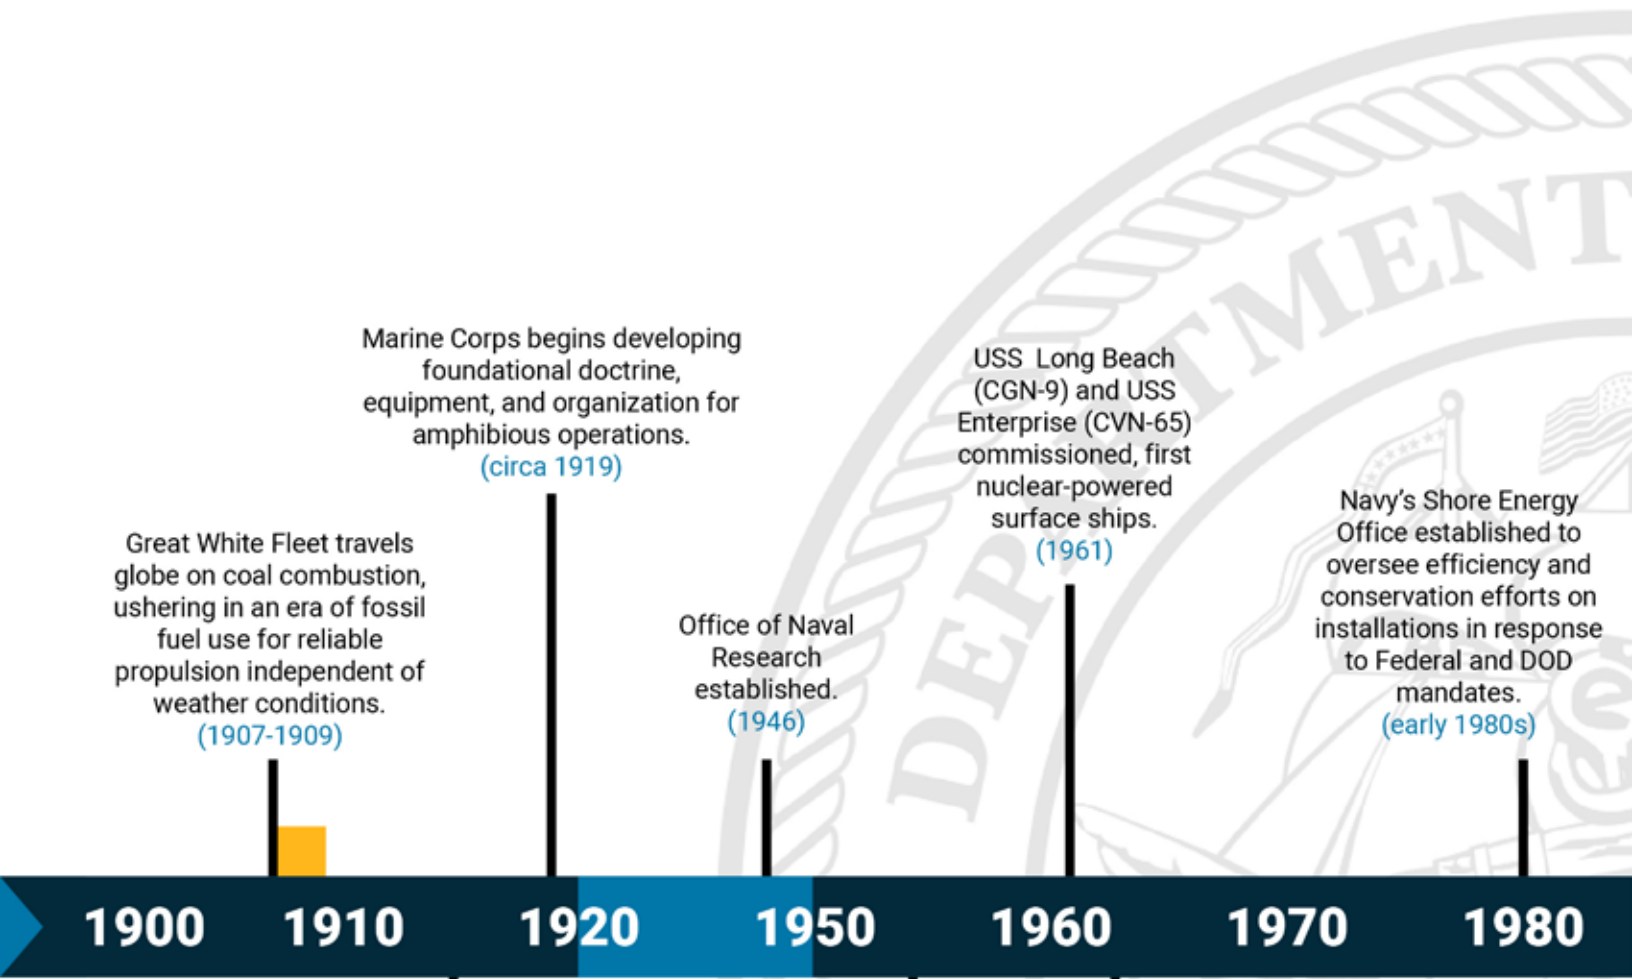 DEPARTMENT
Marine Corps begins developing
foundational doctrine,
equipment, and organization for
amphibious operations.
(circa 1919)
USS Long Beach
(CGN-9) and USS
Enterprise (CVN-65)
commissioned, first
nuclear-powered
surface ships.
(1961)
Great White Fleet travels
globe on coal combustion,
ushering in an era of fossil
fuel use for reliable
propulsion independent of
weather conditions.
(1907-1909)
Office of Naval
Research
established.
(1946)
Navy’s Shore Energy
Office established to
oversee efficiency and
conservation efforts on
installations in response
to Federal and DOD
mandates.
(early 1980s)
1900 1910 1920 1950 1960 1970 1980